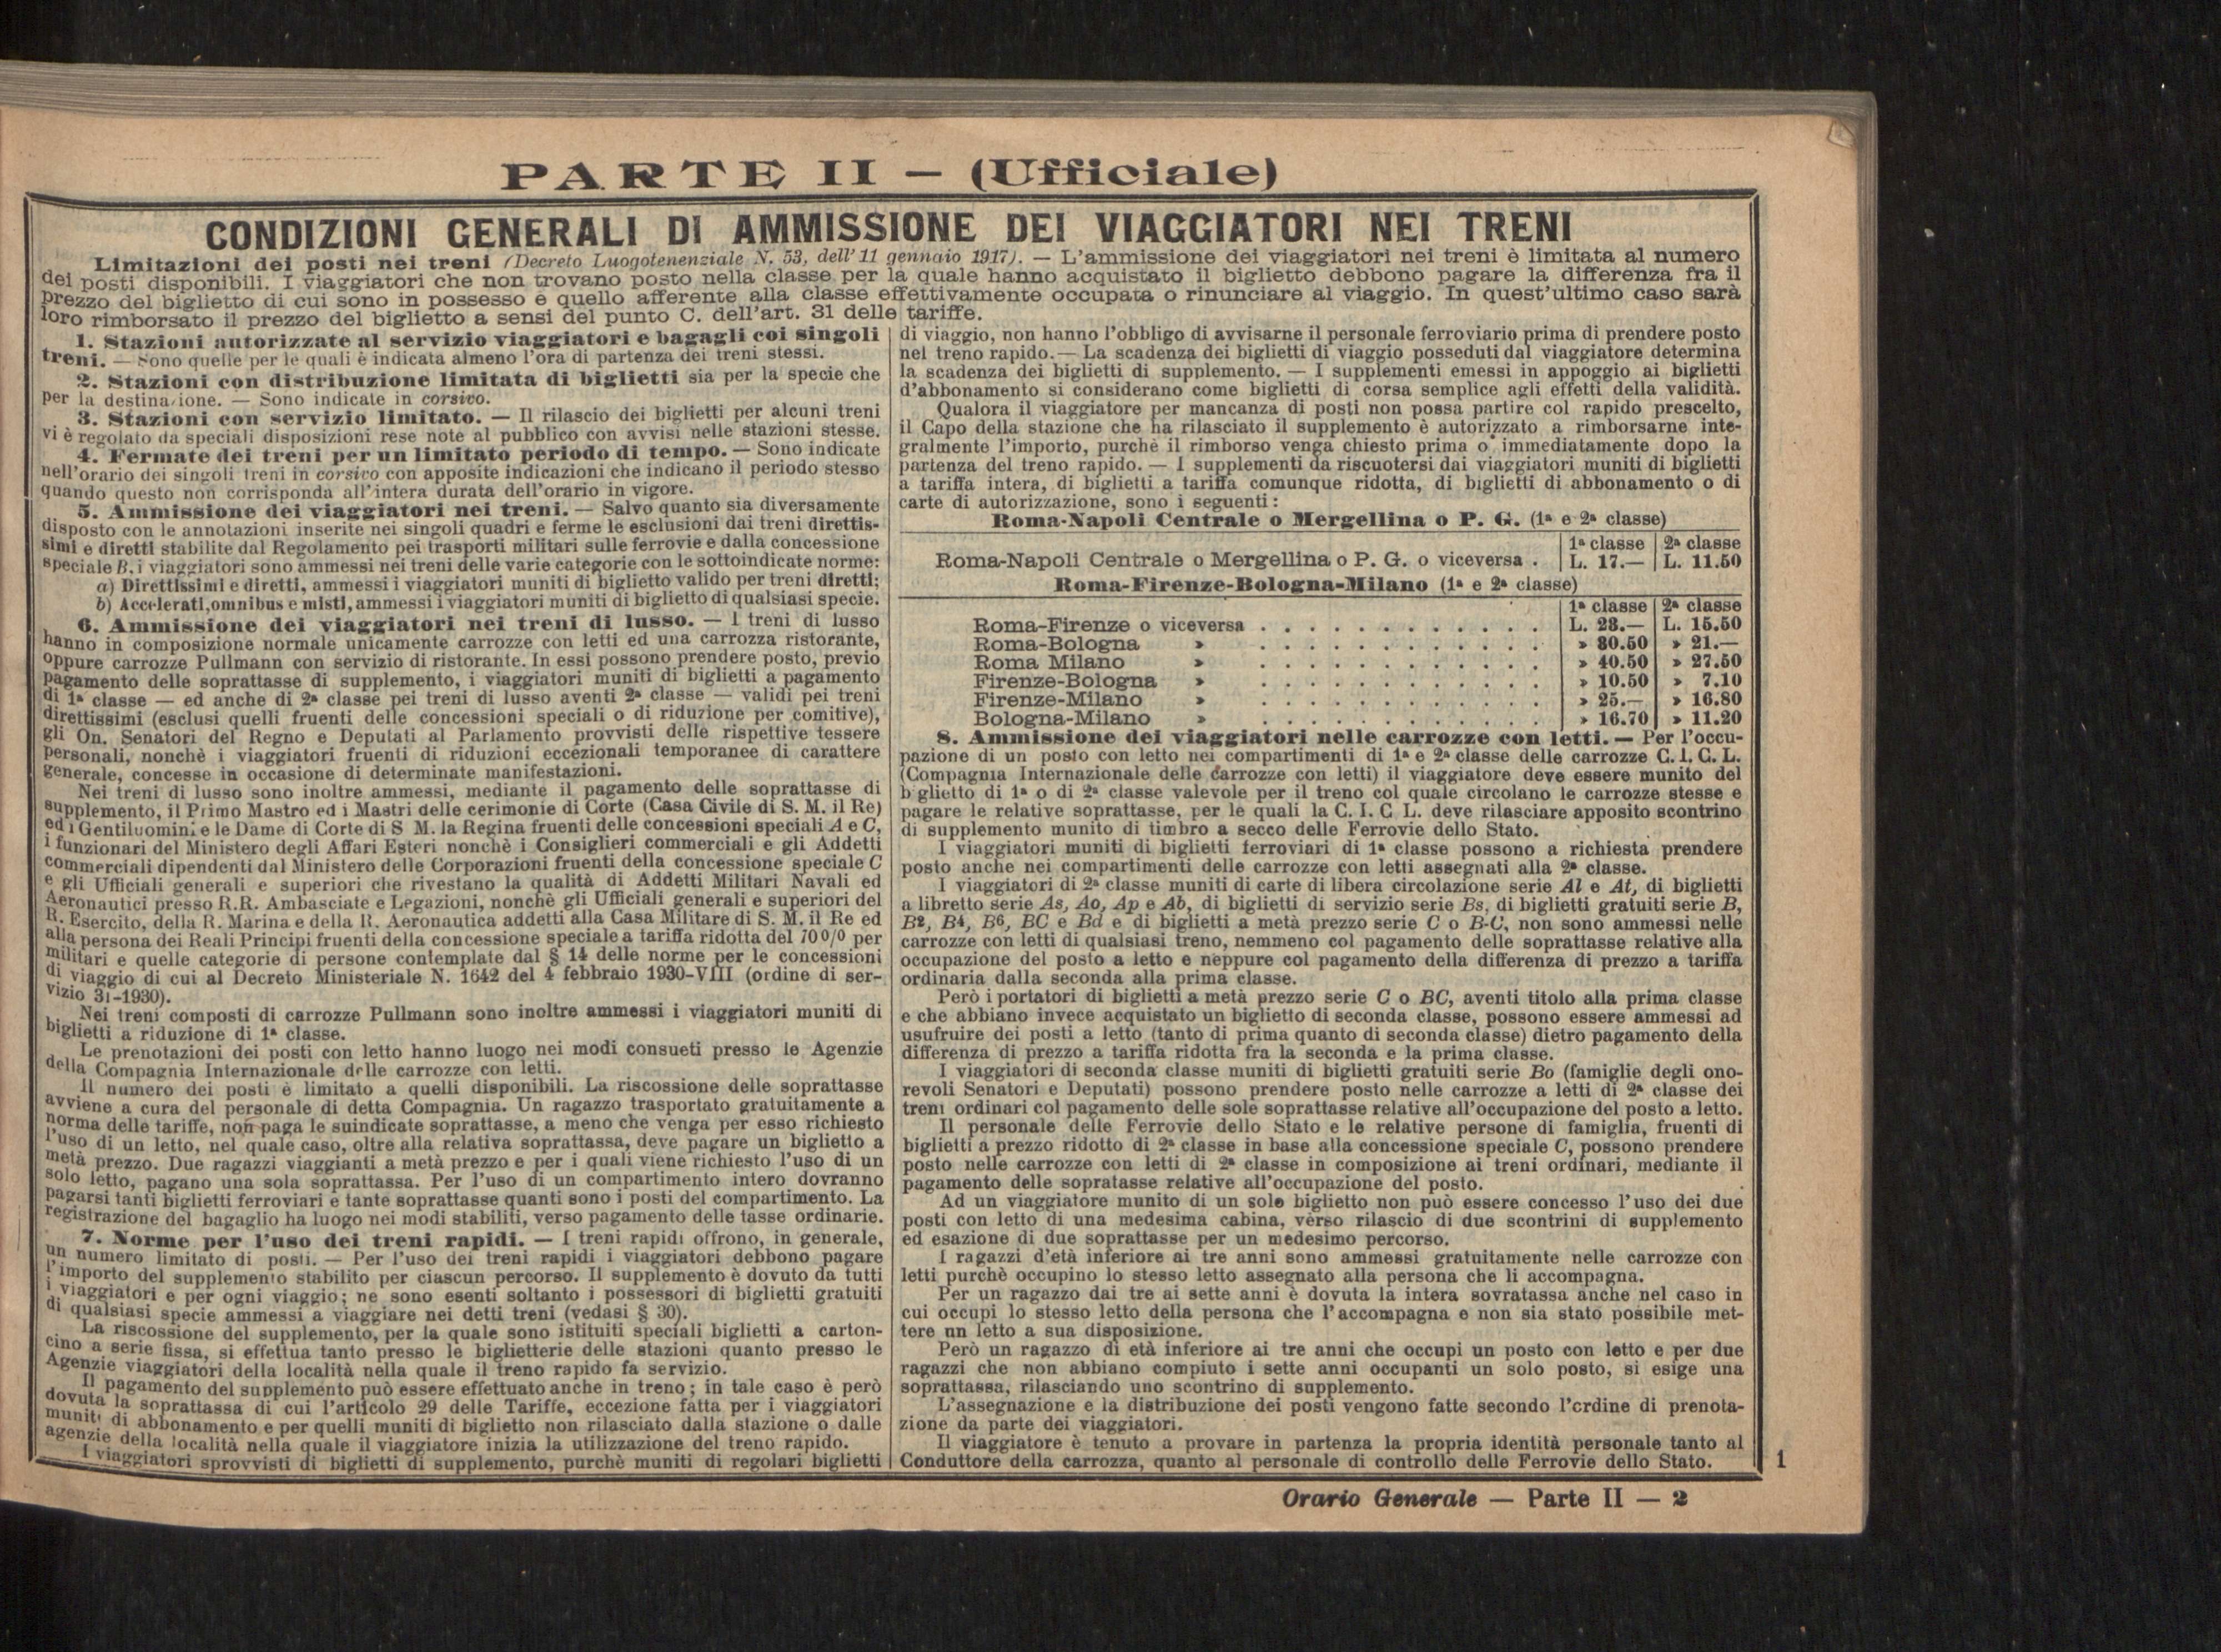 PARTE II — (Ufficiale)
CONDIZIONI GENERALI DI AMMISSIONE DEI VIAGGIATORI NEI TRENI
Limitazioni dei posti nei treni (Decreto Luogotenenziale N. 53, dell'11 gennaio 1917). — L'ammissione dei viaggiatori nei treni è limitata al numero
dei posti disponibili. I viaggiatori che non trovano posto nella classe per la quale hanno acquistato il biglietto debbono pagare la differenza fra il
prezzo del biglietto di cui sono in possesso e quello afferente alla classe effettivamente occupata o rinunciare al viaggio. In quest'ultimo caso sarà
loro rimborsato il prezzo del biglietto a sensi del punto C. dell'art. 31 delle tariffe.
1. Stazioni autorizzate al servizio viaggiatori e bagagli coi singoli
treni. — Sono quelle per le quali è indicata almeno l'ora di partenza dei treni stessi.
2. Stazioni con distribuzione limitata di biglietti sia per la specie che
per la destinazione. — Sono indicate in corsivo.
3. Stazioni con servizio limitato. — Il rilascio dei biglietti per alcuni treni
vi è regolato da speciali disposizioni rese note al pubblico con avvisi nelle stazioni stesse.
4. Fermate dei treni per un limitato periodo di tempo. — Sono indicate
nell'orario dei singoli treni in corsivo con apposite indicazioni che indicano il periodo stesso
quando questo non corrisponda all'intera durata dell'orario in vigore.
5. Ammissione dei viaggiatori nei treni. — Salvo quanto sia diversamente
disposto con le annotazioni inserite nei singoli quadri e ferme le esclusioni dai treni direttis-
simi e diretti stabilite dal Regolamento pei trasporti militari sulle ferrovie e dalla concessione
speciale B, i viaggiatori sono ammessi nei treni delle varie categorie con le sottoindicate norme:
a) Direttissimi e diretti, ammessi i viaggiatori muniti di biglietto valido per treni diretti;
b) Accelerati, omnibus e misti, ammessi i viaggiatori muniti di biglietto di qualsiasi specie.
6. Ammissione dei viaggiatori nei treni di lusso. — I treni di lusso
hanno in composizione normale unicamente carrozze con letti ed una carrozza ristorante,
oppure carrozze Pullmann con servizio di ristorante. In essi possono prendere posto, previo
pagamento delle soprattasse di supplemento, i viaggiatori muniti di biglietti a pagamento
di 1ª classe — ed anche di 2ª classe pei treni di lusso aventi 2ª classe — validi pei treni
direttissimi (esclusi quelli fruenti delle concessioni speciali o di riduzione per comitive),
gli On. Senatori del Regno e Deputati al Parlamento provvisti delle rispettive tessere
personali, nonchè i viaggiatori fruenti di riduzioni eccezionali temporanee di carattere
generale, concesse in occasione di determinate manifestazioni.
Nei treni di lusso sono inoltre ammessi, mediante il pagamento delle soprattasse di
supplemento, il Primo Mastro ed i Mastri delle cerimonie di Corte (Casa Civile di S. M. il Re)
ed i Gentiluomini e le Dame di Corte di S M. la Regina fruenti delle concessioni speciali A e C,
i funzionari del Ministero degli Affari Esteri nonchè i Consiglieri commerciali e gli Addetti
commerciali dipendenti dal Ministero delle Corporazioni fruenti della concessione speciale C
e gli Ufficiali generali e superiori che rivestano la qualità di Addetti Militari Navali ed
Aeronautici presso R.R. Ambasciate e Legazioni, nonchè gli Ufficiali generali e superiori del
R. Esercito, della R. Marina e della R. Aeronautica addetti alla Casa Militare di S. M. il Re ed
alla persona dei Reali Principi fruenti della concessione speciale a tariffa ridotta del 70 0/0 per
militari e quelle categorie di persone contemplate dal § 14 delle norme per le concessioni
di viaggio di cui al Decreto Ministeriale N. 1642 del 4 febbraio 1930-VIII (ordine di ser-
vizio 31-1930).
Nei treni composti di carrozze Pullmann sono inoltre ammessi i viaggiatori muniti di
biglietti a riduzione di 1ª classe.
Le prenotazioni dei posti con letto hanno luogo nei modi consueti presso le Agenzie
della Compagnia Internazionale delle carrozze con letti.
Il numero dei posti è limitato a quelli disponibili. La riscossione delle soprattasse
avviene a cura del personale di detta Compagnia. Un ragazzo trasportato gratuitamente a
norma delle tariffe, non paga le suindicate soprattasse, a meno che venga per esso richiesto
l'uso di un letto, nel quale caso, oltre alla relativa soprattassa, deve pagare un biglietto a
metà prezzo. Due ragazzi viaggianti a metà prezzo e per i quali viene richiesto l'uso di un
solo letto, pagano una sola soprattassa. Per l'uso di un compartimento intero dovranno
pagarsi tanti biglietti ferroviari e tante soprattasse quanti sono i posti del compartimento. La
registrazione del bagaglio ha luogo nei modi stabiliti, verso pagamento delle tasse ordinarie.
7. Norme per l'uso dei treni rapidi. — I treni rapidi offrono, in generale,
un numero limitato di posti. — Per l'uso dei treni rapidi i viaggiatori debbono pagare
l'importo del supplemento stabilito per ciascun percorso. Il supplemento è dovuto da tutti
i viaggiatori e per ogni viaggio; ne sono esenti soltanto i possessori di biglietti gratuiti
di qualsiasi specie ammessi a viaggiare nei detti treni (vedasi § 30).
La riscossione del supplemento, per la quale sono istituiti speciali biglietti a carton-
cino a serie fissa, si effettua tanto presso le biglietterie delle stazioni quanto presso le
Agenzie viaggiatori della località nella quale il treno rapido fa servizio.
Il pagamento del supplemento può essere effettuato anche in treno; in tale caso è però
dovuta la soprattassa di cui l'articolo 29 delle Tariffe, eccezione fatta per i viaggiatori
muniti di abbonamento e per quelli muniti di biglietto non rilasciato dalla stazione o dalle
agenzie della località nella quale il viaggiatore inizia la utilizzazione del treno rapido.
I viaggiatori sprovvisti di biglietti di supplemento, purchè muniti di regolari biglietti
di viaggio, non hanno l'obbligo di avvisarne il personale ferroviario prima di prendere posto
nel treno rapido. — La scadenza dei biglietti di viaggio posseduti dal viaggiatore determina
la scadenza dei biglietti di supplemento. — I supplementi emessi in appoggio ai biglietti
d'abbonamento si considerano come biglietti di corsa semplice agli effetti della validità.
Qualora il viaggiatore per mancanza di posti non possa partire col rapido prescelto,
il Capo della stazione che ha rilasciato il supplemento è autorizzato a rimborsarne inte-
gralmente l'importo, purchè il rimborso venga chiesto prima o immediatamente dopo la
partenza del treno rapido. — I supplementi da riscuotersi dai viaggiatori muniti di biglietti
a tariffa intera, di biglietti a tariffa comunque ridotta, di biglietti di abbonamento o di
carte di autorizzazione, sono i seguenti:
Roma-Napoli Centrale o Mergellina o P. G. (1ª e 2ª classe)
1ª classe 2ª classe
Roma-Napoli Centrale o Mergellina o P. G. o viceversa . L. 17.— L. 11.50
Roma-Firenze-Bologna-Milano (1ª e 2ª classe)
1ª classe 2ª classe
Roma-Firenze o viceversa . . . . . . . . . . . . L. 23.— L. 15.50
Roma-Bologna » . . . . . . . . . . . . » 30.50 » 21.—
Roma Milano » . . . . . . . . . . . . » 40.50 » 27.50
Firenze-Bologna » . . . . . . . . . . . . » 10.50 » 7.10
Firenze-Milano » . . . . . . . . . . . . » 25.— » 16.80
Bologna-Milano » . . . . . . . . . . . . » 16.70 » 11.20
8. Ammissione dei viaggiatori nelle carrozze con letti. — Per l'occu-
pazione di un posto con letto nei compartimenti di 1ª e 2ª classe delle carrozze C. I. C. L.
(Compagnia Internazionale delle carrozze con letti) il viaggiatore deve essere munito del
b glietto di 1ª o di 2ª classe valevole per il treno col quale circolano le carrozze stesse e
pagare le relative soprattasse, per le quali la C. I. C L. deve rilasciare apposito scontrino
di supplemento munito di timbro a secco delle Ferrovie dello Stato.
I viaggiatori muniti di biglietti ferroviari di 1ª classe possono a richiesta prendere
posto anche nei compartimenti delle carrozze con letti assegnati alla 2ª classe.
I viaggiatori di 2ª classe muniti di carte di libera circolazione serie Al e At, di biglietti
a libretto serie As, Ao, Ap e Ab, di biglietti di servizio serie Bs, di biglietti gratuiti serie B,
B2, B4, B6, BC e Bd e di biglietti a metà prezzo serie C o B-C, non sono ammessi nelle
carrozze con letti di qualsiasi treno, nemmeno col pagamento delle soprattasse relative alla
occupazione del posto a letto e neppure col pagamento della differenza di prezzo a tariffa
ordinaria dalla seconda alla prima classe.
Però i portatori di biglietti a metà prezzo serie C o BC, aventi titolo alla prima classe
e che abbiano invece acquistato un biglietto di seconda classe, possono essere ammessi ad
usufruire dei posti a letto (tanto di prima quanto di seconda classe) dietro pagamento della
differenza di prezzo a tariffa ridotta fra la seconda e la prima classe.
I viaggiatori di seconda classe muniti di biglietti gratuiti serie Bo (famiglie degli ono-
revoli Senatori e Deputati) possono prendere posto nelle carrozze a letti di 2ª classe dei
treni ordinari col pagamento delle sole soprattasse relative all'occupazione del posto a letto.
Il personale delle Ferrovie dello Stato e le relative persone di famiglia, fruenti di
biglietti a prezzo ridotto di 2ª classe in base alla concessione speciale C, possono prendere
posto nelle carrozze con letti di 2ª classe in composizione ai treni ordinari, mediante il
pagamento delle sopratasse relative all'occupazione del posto.
Ad un viaggiatore munito di un solo biglietto non può essere concesso l'uso dei due
posti con letto di una medesima cabina, verso rilascio di due scontrini di supplemento
ed esazione di due soprattasse per un medesimo percorso.
I ragazzi d'età inferiore ai tre anni sono ammessi gratuitamente nelle carrozze con
letti purchè occupino lo stesso letto assegnato alla persona che li accompagna.
Per un ragazzo dai tre ai sette anni è dovuta la intera sovratassa anche nel caso in
cui occupi lo stesso letto della persona che l'accompagna e non sia stato possibile met-
tere un letto a sua disposizione.
Però un ragazzo di età inferiore ai tre anni che occupi un posto con letto e per due
ragazzi che non abbiano compiuto i sette anni occupanti un solo posto, si esige una
soprattassa, rilasciando uno scontrino di supplemento.
L'assegnazione e la distribuzione dei posti vengono fatte secondo l'ordine di prenota-
zione da parte dei viaggiatori.
Il viaggiatore è tenuto a provare in partenza la propria identità personale tanto al
Conduttore della carrozza, quanto al personale di controllo delle Ferrovie dello Stato.
1
Orario Generale — Parte II — 2